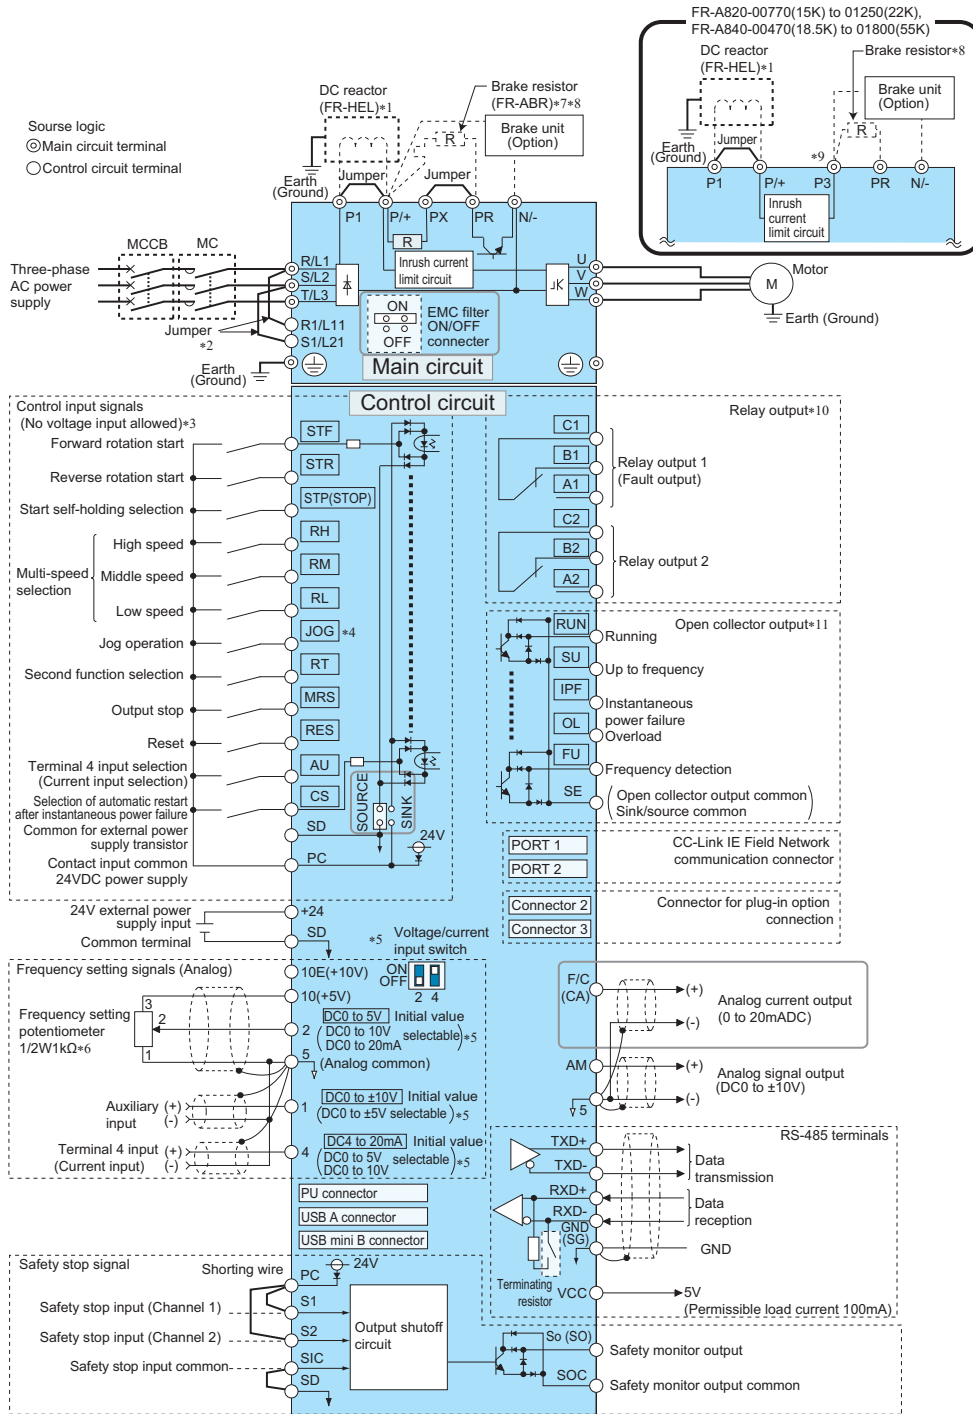 FR-A820-00770(15K) to 01250(22K),
FR-A840-00470(18.5K) to 01800(55K)
DC reactor
(FR-HEL)*1
Brake resistor*8
Brake unit
(Option)
R
Earth
(Ground)
Jumper
*9
P1
P/+
P3
PR
N/-
Inrush
current
limit circuit
Sourse logic
Main circuit terminal
Control circuit terminal
DC reactor
(FR-HEL)*1
Brake resistor
(FR-ABR)*7*8
Brake unit
(Option)
R
Earth
(Ground)
Jumper
Jumper
P1
P/+
PX
PR
N/-
R
Inrush current
limit circuit
MCCB
MC
Three-phase
AC power
supply
R/L1
S/L2
T/L3
R1/L11
S1/L21
Jumper
*2
Earth
(Ground)
ON
OFF
EMC filter
ON/OFF
connecter
U
V
W
Motor
M
Earth (Ground)
Main circuit
Control circuit
Control input signals
(No voltage input allowed)*3
Forward rotation start
STF
Reverse rotation start
STR
Start self-holding selection
STP(STOP)
Multi-speed
selection
High speed
RH
Middle speed
RM
Low speed
RL
Jog operation
JOG *4
Second function selection
RT
Output stop
MRS
Reset
RES
Terminal 4 input selection
(Current input selection)
AU
Selection of automatic restart
after instantaneous power failure
CS
Common for external power
supply transistor
SD
Contact input common
24VDC power supply
PC
SOURCE
SINK
24V
Relay output*10
C1
B1
A1
Relay output 1
(Fault output)
C2
B2
A2
Relay output 2
Open collector output*11
RUN
Running
SU
Up to frequency
IPF
Instantaneous
power failure
OL
Overload
FU
Frequency detection
SE
Open collector output common
Sink/source common
PORT 1
PORT 2
CC-Link IE Field Network
communication connector
Connector 2
Connector 3
Connector for plug-in option
connection
24V external power
supply input
+24
Common terminal
SD
*5 Voltage/current
input switch
ON
OFF
2 4
Frequency setting signals (Analog)
10E(+10V)
10(+5V)
Frequency setting
potentiometer
1/2W1kΩ*6
3
2
1
2
DC0 to 5V Initial value
DC0 to 10V
DC0 to 20mA
selectable
*5
5
(Analog common)
Auxiliary
input
(+)
(-)
1
DC0 to ±10V Initial value
(DC0 to ±5V selectable)*5
Terminal 4 input
(Current input)
(+)
(-)
4
DC4 to 20mA Initial value
DC0 to 5V
DC0 to 10V
selectable
*5
F/C
(CA)
(+)
(-)
Analog current output
(0 to 20mADC)
AM
(+)
(-)
5
Analog signal output
(DC0 to ±10V)
PU connector
USB A connector
USB mini B connector
RS-485 terminals
TXD+
TXD-
Data
transmission
RXD+
RXD-
Data
reception
GND
(SG)
GND
Terminating
resistor
VCC
5V
(Permissible load current 100mA)
Safety stop signal
Shorting wire
PC
24V
Safety stop input (Channel 1)
S1
Safety stop input (Channel 2)
S2
Safety stop input common
SIC
SD
Output shutoff
circuit
So (SO)
Safety monitor output
SOC
Safety monitor output common